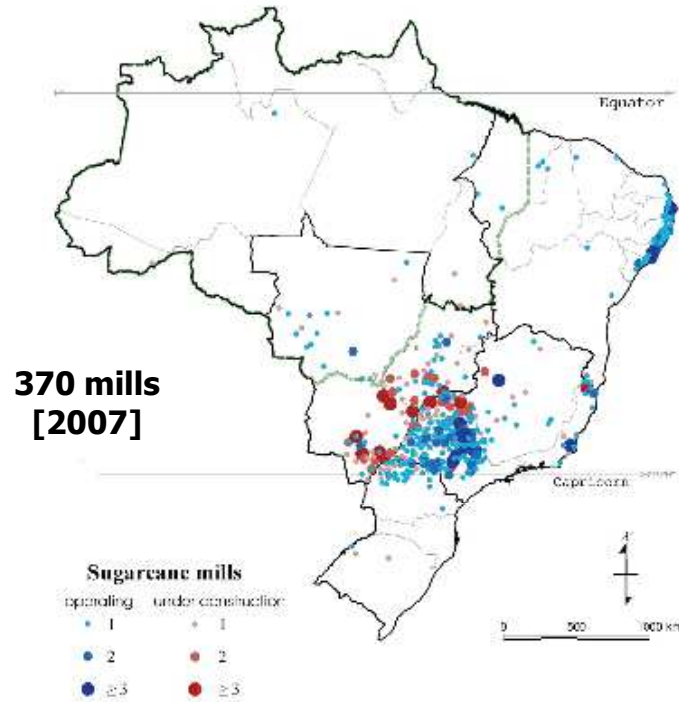 Equator
370 mills
[2007]
Capricorn
Sugarcane mills
operating under construction
1 1
2 2
≥ 3 ≥ 3
0 500 1000 km